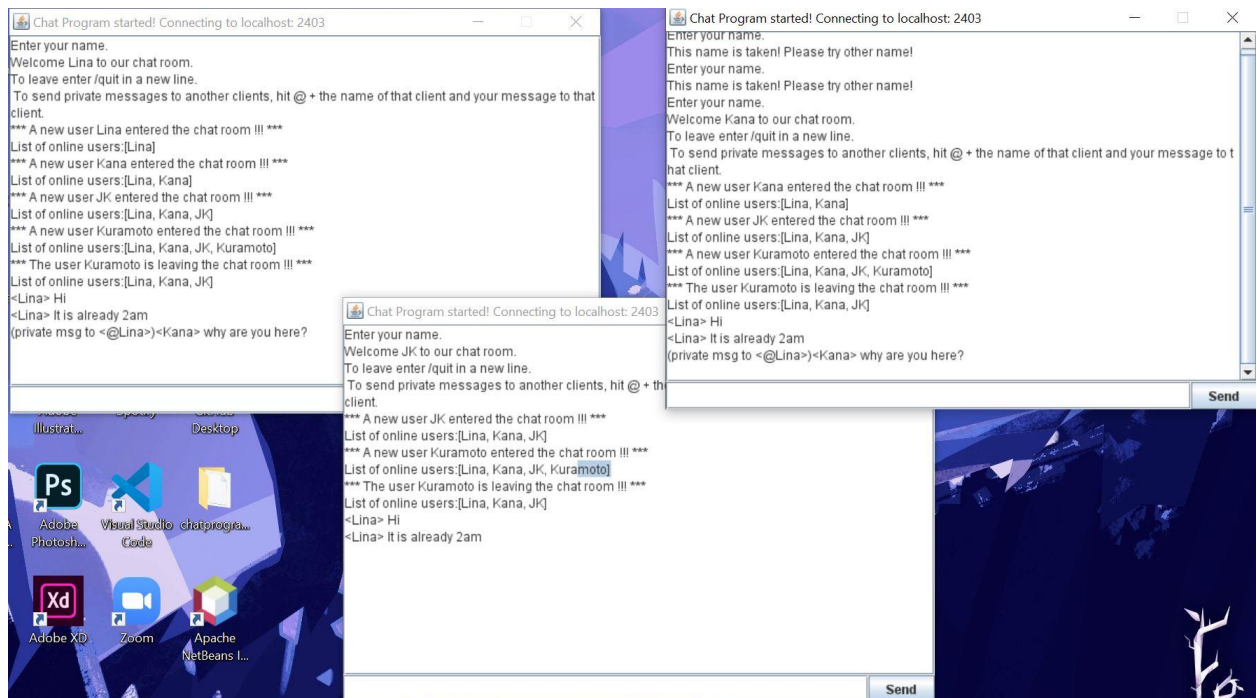 Chat Program started! Connecting to localhost: 2403
Enter your name.
Welcome Lina to our chat room.
To leave enter /quit in a new line.
To send private messages to another clients, hit @ + the name of that client and your message to that
client.
*** A new user Lina entered the chat room !!! ***
List of online users:[Lina]
*** A new user Kana entered the chat room !!! ***
List of online users:[Lina, Kana]
*** A new user JK entered the chat room !!! ***
List of online users:[Lina, Kana, JK]
*** A new user Kuramoto entered the chat room !!! ***
List of online users:[Lina, Kana, JK, Kuramoto]
*** The user Kuramoto is leaving the chat room !!! ***
List of online users:[Lina, Kana, JK]
<Lina> Hi
<Lina> It is already 2am
(private msg to <@Lina>)<Kana> why are you here?
Chat Program started! Connecting to localhost: 2403
Enter your name.
This name is taken! Please try other name!
Enter your name.
This name is taken! Please try other name!
Enter your name.
Welcome Kana to our chat room.
To leave enter /quit in a new line.
To send private messages to another clients, hit @ + the name of that client and your message to t
hat client.
*** A new user Kana entered the chat room !!! ***
List of online users:[Lina, Kana]
*** A new user JK entered the chat room !!! ***
List of online users:[Lina, Kana, JK]
*** A new user Kuramoto entered the chat room !!! ***
List of online users:[Lina, Kana, JK, Kuramoto]
*** The user Kuramoto is leaving the chat room !!! ***
List of online users:[Lina, Kana, JK]
<Lina> Hi
<Lina> It is already 2am
(private msg to <@Lina>)<Kana> why are you here?
Send
Chat Program started! Connecting to localhost: 2403
Enter your name.
Welcome JK to our chat room.
To leave enter /quit in a new line.
To send private messages to another clients, hit @ + th
client.
*** A new user JK entered the chat room !!! ***
List of online users:[Lina, Kana, JK]
*** A new user Kuramoto entered the chat room !!! ***
List of online users:[Lina, Kana, JK, Kuramoto]
*** The user Kuramoto is leaving the chat room !!! ***
List of online users:[Lina, Kana, JK]
<Lina> Hi
<Lina> It is already 2am
Send
Illustrat...
Desktop
Ps
Adobe
Photosh...
Visual Studio
Code
chatprogra...
Xd
Adobe XD
Zoom
Apache
NetBeans I...